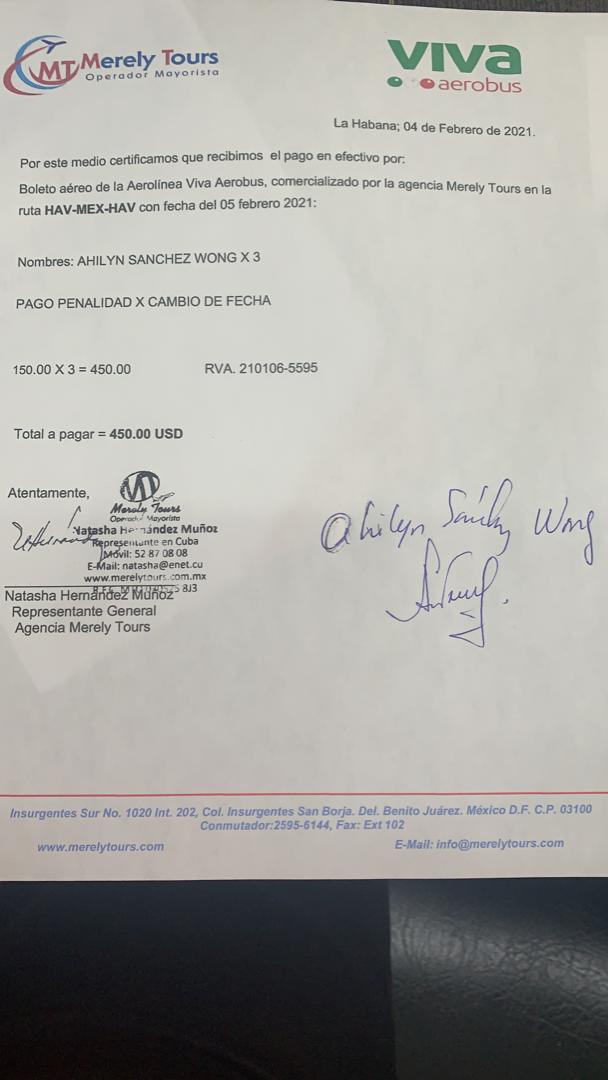 MT Merely Tours
Operador Mayorista
viva
aerobus
La Habana; 04 de Febrero de 2021.
Por este medio certificamos que recibimos el pago en efectivo por:
Boleto aéreo de la Aerolínea Viva Aerobus, comercializado por la agencia Merely Tours en la
ruta HAV-MEX-HAV con fecha del 05 febrero 2021:
Nombres: AHILYN SANCHEZ WONG X 3
PAGO PENALIDAD X CAMBIO DE FECHA
150.00 X 3 = 450.00 RVA. 210106-5595
Total a pagar = 450.00 USD
Atentamente,
Merely Tours
Operador Mayorista
Natasha Hernández Muñoz
Representante en Cuba
Móvil: 52 87 08 08
E-Mail: natasha@enet.cu
www.merelytours.com.mx
Natasha Hernández Muñoz
Representante General
Agencia Merely Tours
Ahilyn Sánchez Wong
Insurgentes Sur No. 1020 Int. 202, Col. Insurgentes San Borja. Del. Benito Juárez. México D.F. C.P. 03100
Conmutador:2595-6144, Fax: Ext 102
www.merelytours.com
E-Mail: info@merelytours.com